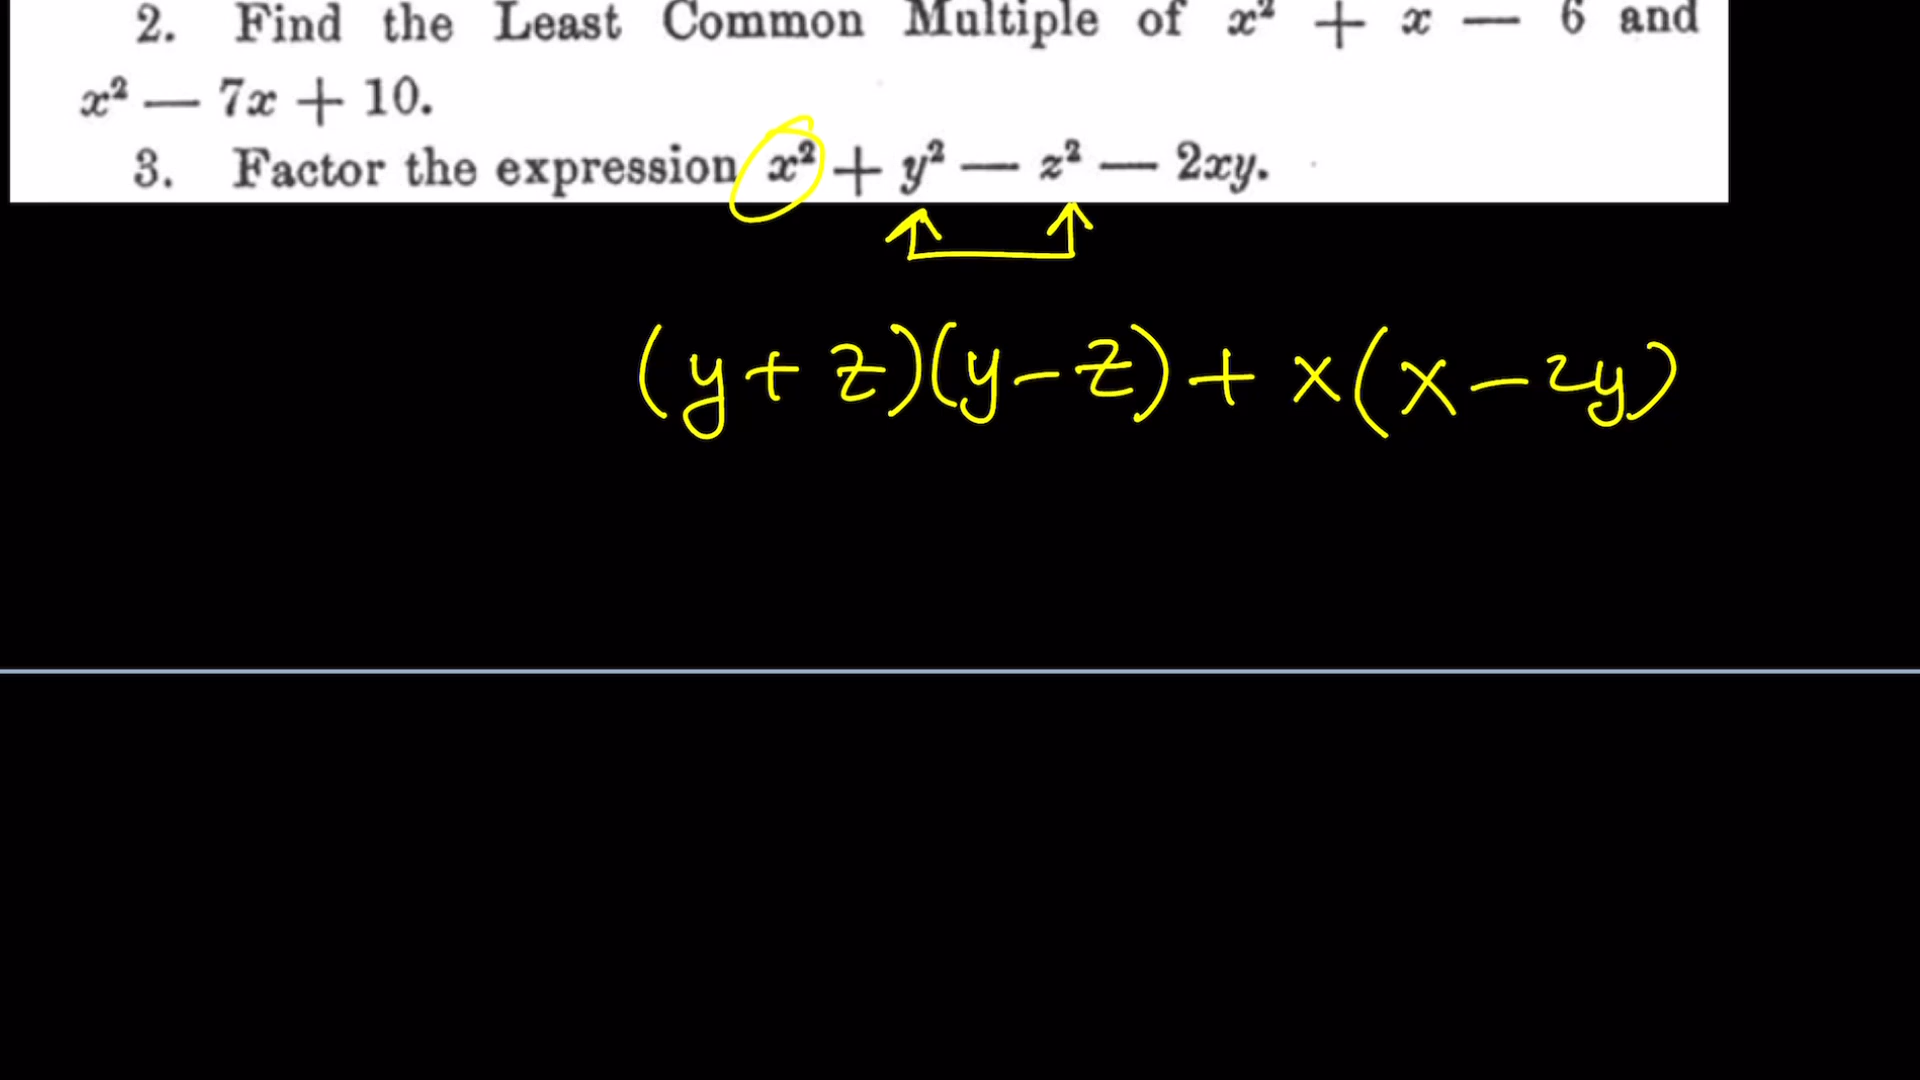 2. Find the Least Common Multiple of x² + x — 6 and
x² — 7x + 10.
3. Factor the expression x² + y² — z² — 2xy.
(y+z)(y-z)+x(x-2y)